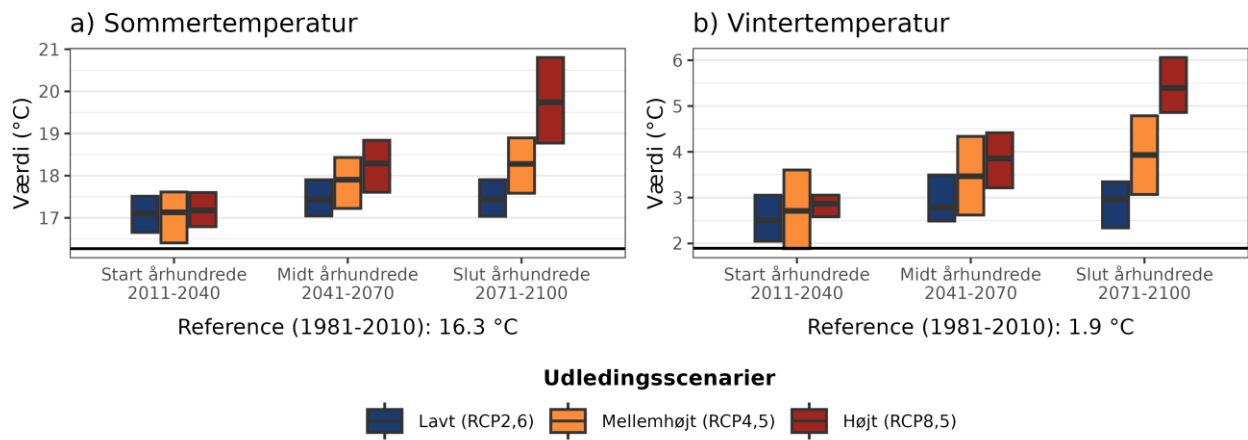 a) Sommertemperatur
Værdi (°C)
21
20
19
18
17
Start århundrede
2011-2040
Midt århundrede
2041-2070
Slut århundrede
2071-2100
Reference (1981-2010): 16.3 °C
b) Vintertemperatur
Værdi (°C)
6
5
4
3
2
Start århundrede
2011-2040
Midt århundrede
2041-2070
Slut århundrede
2071-2100
Reference (1981-2010): 1.9 °C
Udledingsscenarier
Lavt (RCP2,6)
Mellemhøjt (RCP4,5)
Højt (RCP8,5)